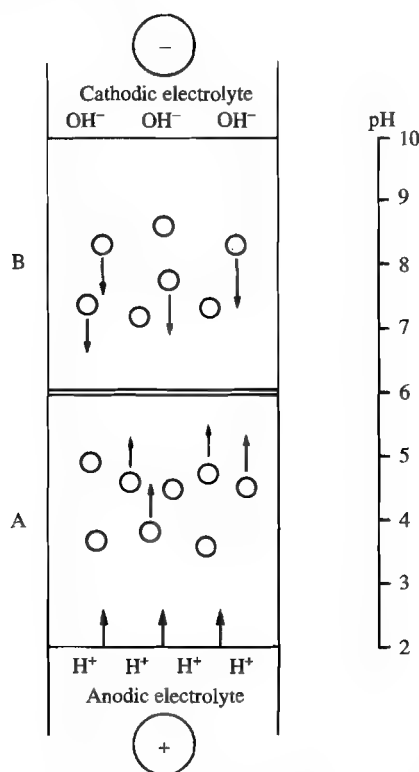 −
Cathodic electrolyte
OH⁻ OH⁻ OH⁻
pH
10
9
B
8
7
6
5
A
4
3
2
H⁺ H⁺ H⁺ H⁺
Anodic electrolyte
+